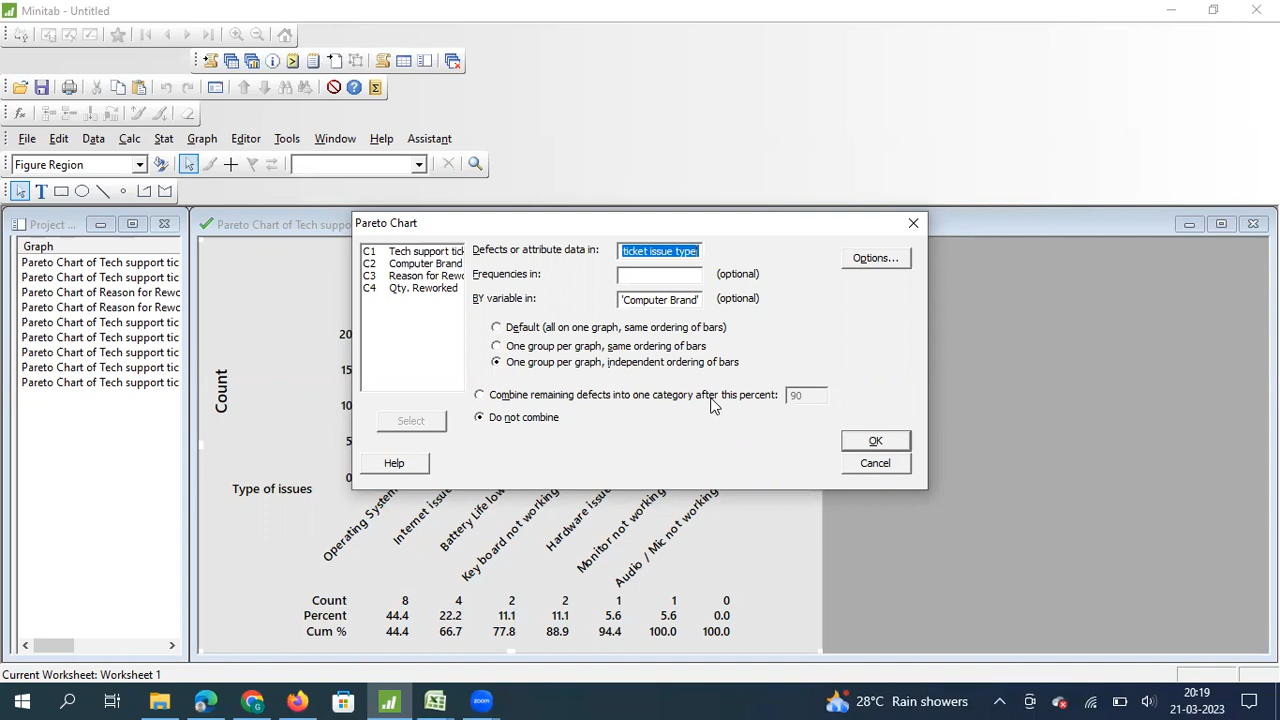 Minitab - Untitled
File Edit Data Calc Stat Graph Editor Tools Window Help Assistant
Figure Region
Project ...
Pareto Chart of Tech suppo
Graph
Pareto Chart of Tech support tic
Pareto Chart of Tech support tic
Pareto Chart of Reason for Rew
Pareto Chart of Reason for Rew
Pareto Chart of Tech support tic
Pareto Chart of Tech support tic
Pareto Chart of Tech support tic
Pareto Chart of Tech support tic
Pareto Chart of Tech support tic
Pareto Chart
C1 Tech support tick
C2 Computer Brand
C3 Reason for Rewo
C4 Qty. Reworked
Defects or attribute data in: ticket issue type
Frequencies in: (optional)
BY variable in: 'Computer Brand' (optional)
Options...
Default (all on one graph, same ordering of bars)
One group per graph, same ordering of bars
One group per graph, independent ordering of bars
Combine remaining defects into one category after this percent: 90
Do not combine
Select
Help
OK
Cancel
Count
20
15
10
5
0
Type of issues
Operating System
Internet issue
Battery Life low
Key board not working
Hardware issue
Monitor not working
Audio / Mic not working
Count 8 4 2 2 1 1 0
Percent 44.4 22.2 11.1 11.1 5.6 5.6 0.0
Cum % 44.4 66.7 77.8 88.9 94.4 100.0 100.0
Current Worksheet: Worksheet 1
zoom
28°C Rain showers
20:19
21-03-2023